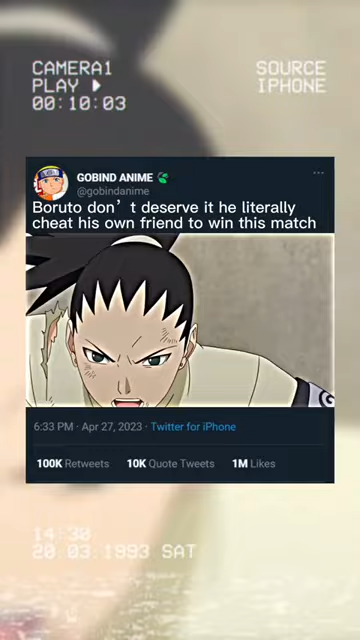 CAMERA1
PLAY
00:10:03
SOURCE
IPHONE
GOBIND ANIME
@gobindanime
Boruto don't deserve it he literally
cheat his own friend to win this match
6:33 PM · Apr 27, 2023 · Twitter for iPhone
100K Retweets 10K Quote Tweets 1M Likes
14:30
20:03:1993 SAT